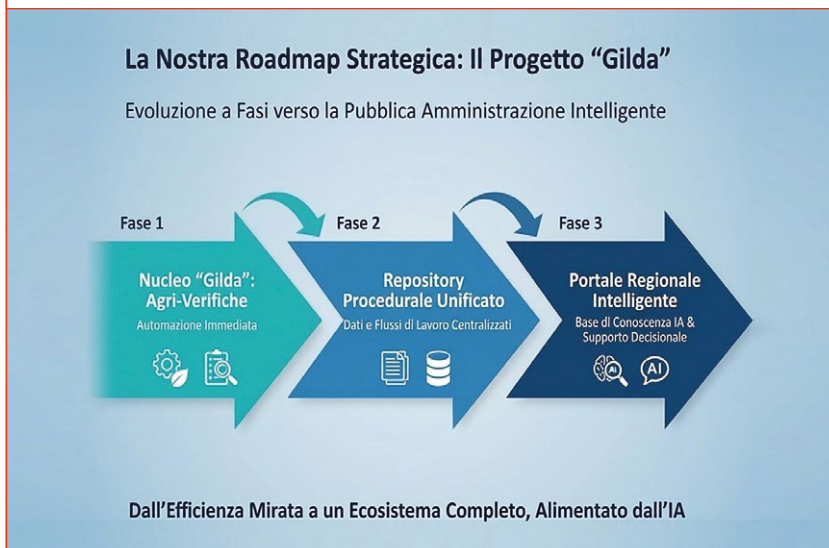 La Nostra Roadmap Strategica: Il Progetto “Gilda”
Evoluzione a Fasi verso la Pubblica Amministrazione Intelligente
Fase 1
Nucleo “Gilda”:
Agri-Verifiche
Automazione Immediata
Fase 2
Repository
Procedurale Unificato
Dati e Flussi di Lavoro Centralizzati
Fase 3
Portale Regionale
Intelligente
Base di Conoscenza IA &
Supporto Decisionale
AI
AI
Dall’Efficienza Mirata a un Ecosistema Completo, Alimentato dall’IA